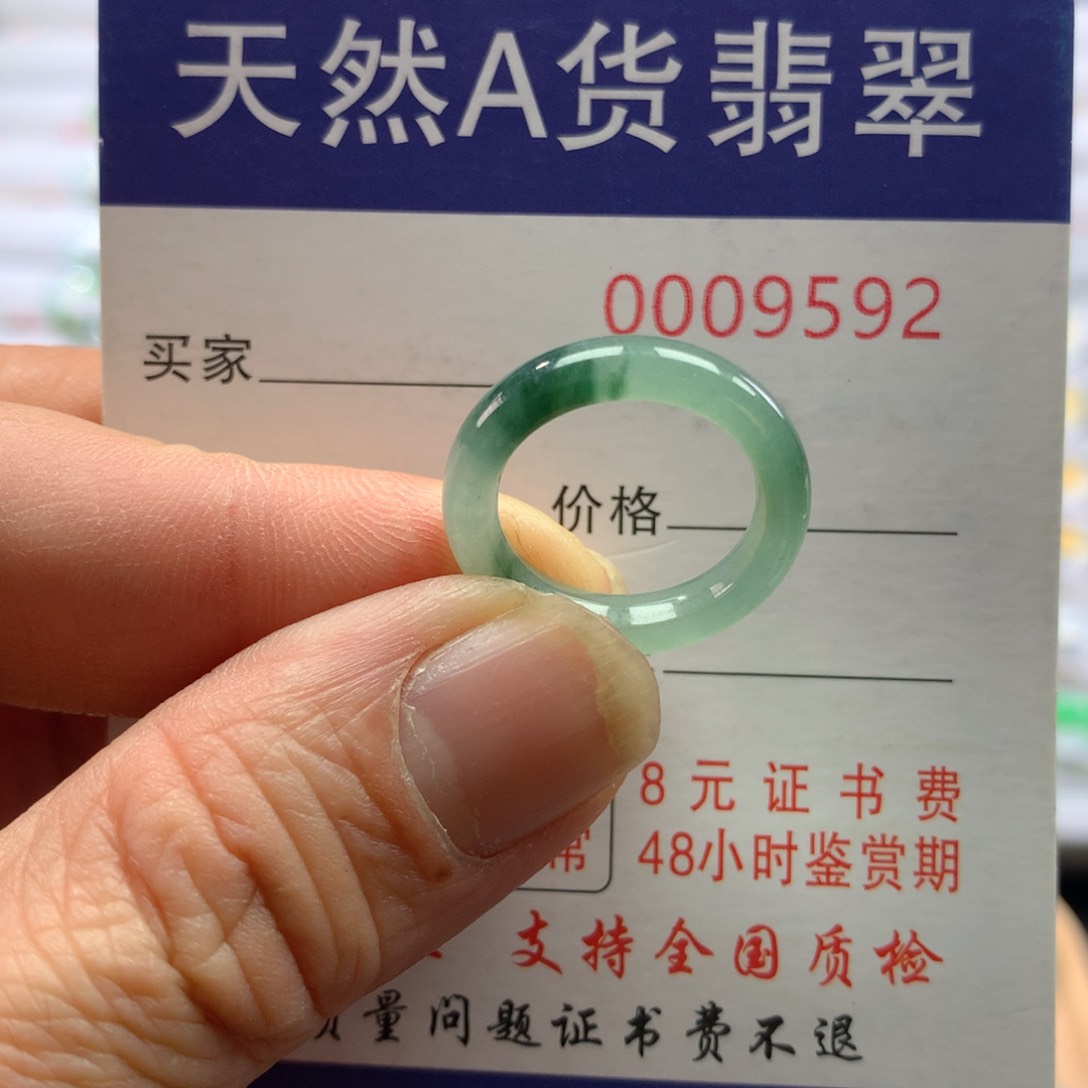 天然A货翡翠
0009592
买家
价格
8元证书费
48小时鉴赏期
支持全国质检
质量问题证书费不退